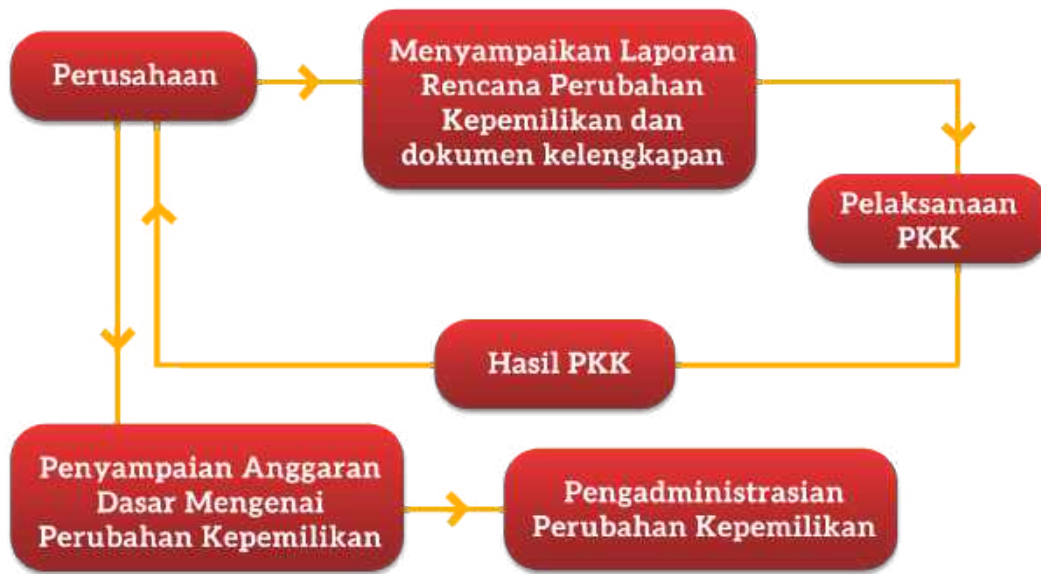 Perusahaan
Menyampaikan Laporan
Rencana Perubahan
Kepemilikan dan
dokumen kelengkapan
Pelaksanaan
PKK
Hasil PKK
Penyampaian Anggaran
Dasar Mengenai
Perubahan Kepemilikan
Pengadministrasian
Perubahan Kepemilikan